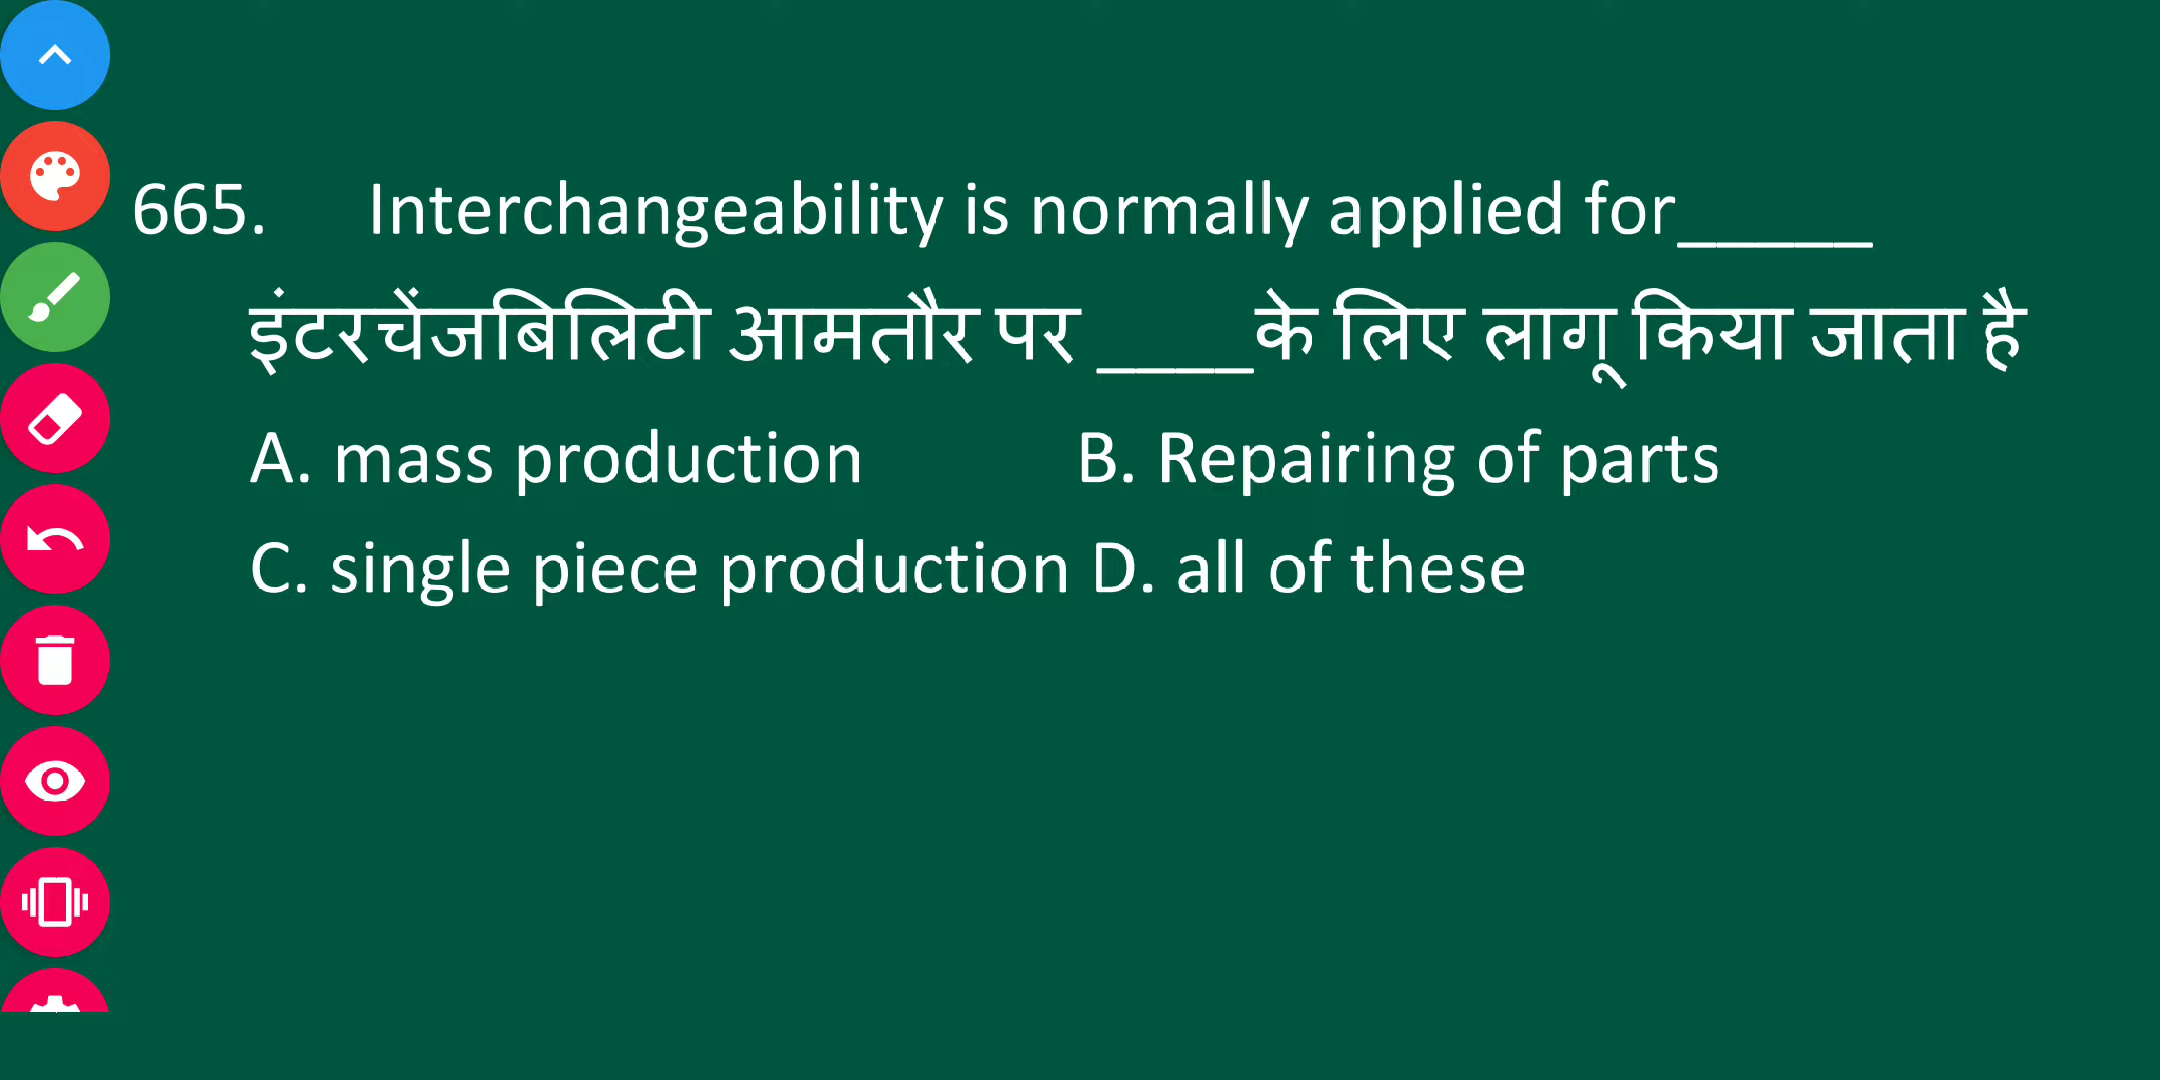 665. Interchangeability is normally applied for_____
इंटरचेंजबिलिटी आमतौर पर ____के लिए लागू किया जाता है
A. mass production B. Repairing of parts
C. single piece production D. all of these